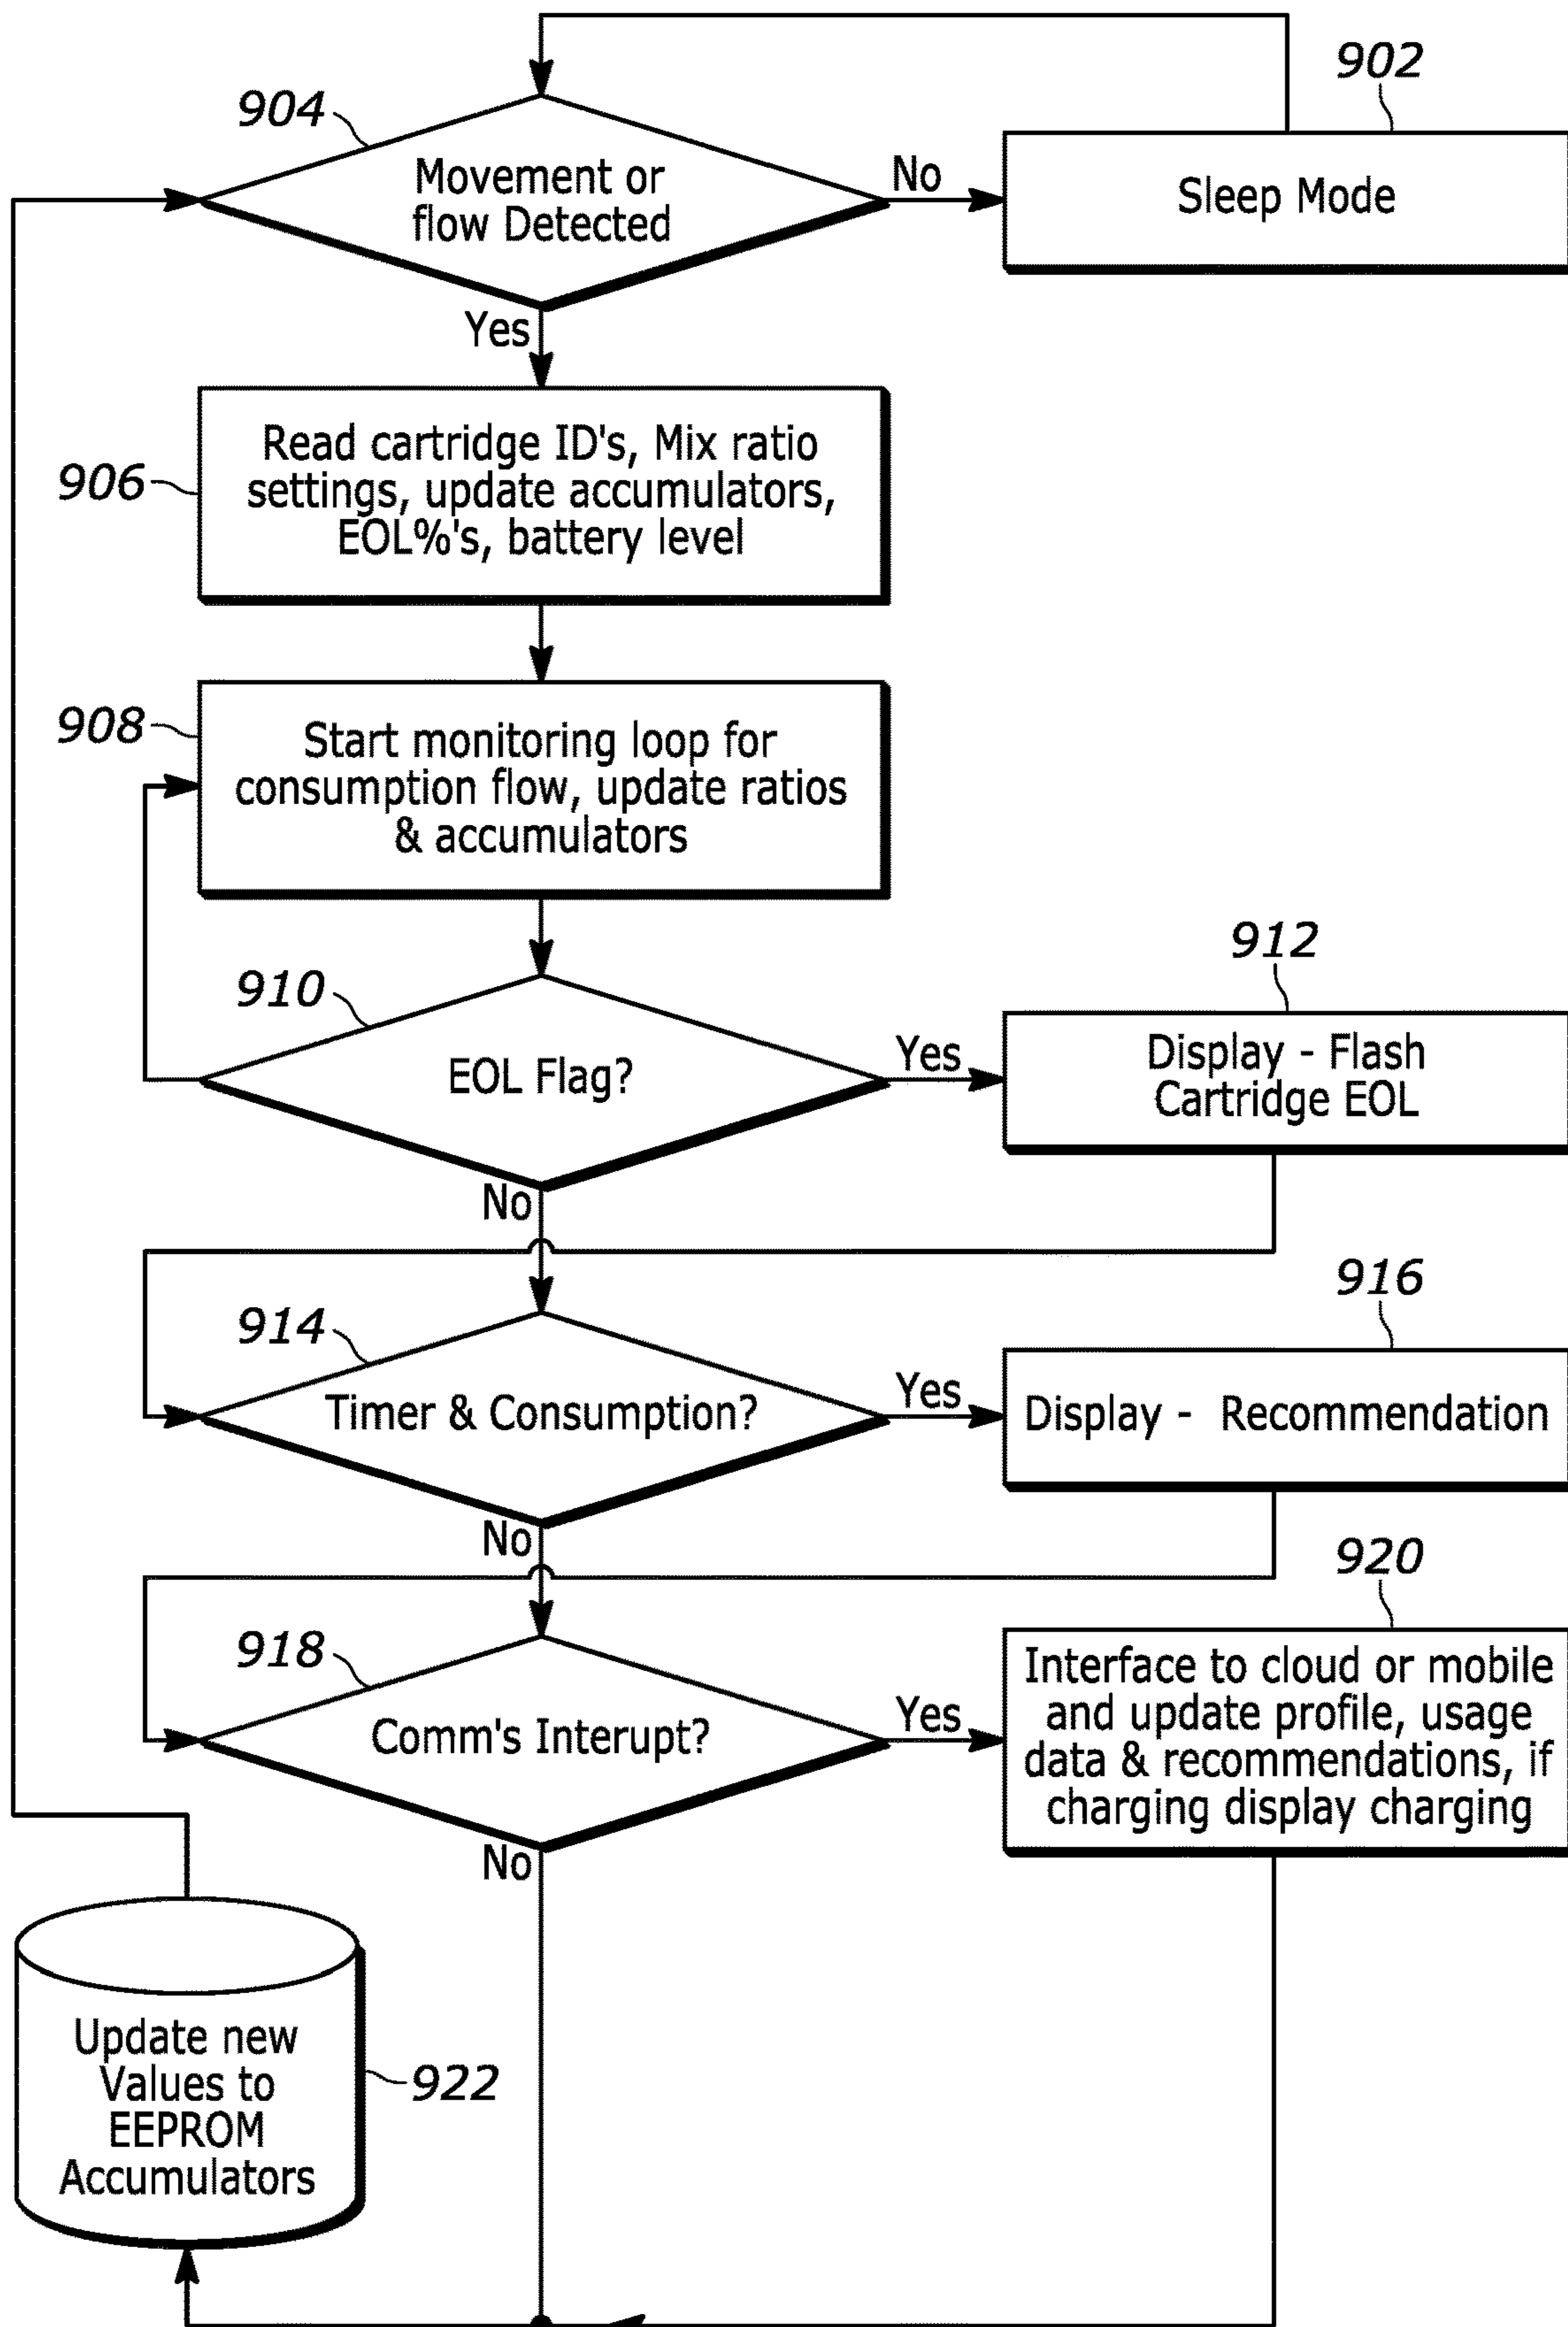 902
904
Movement or
flow Detected
No
Sleep Mode
Yes
906
Read cartridge ID's, Mix ratio
settings, update accumulators,
EOL%'s, battery level
908
Start monitoring loop for
consumption flow, update ratios
& accumulators
910
EOL Flag?
Yes
912
Display - Flash
Cartridge EOL
No
914
Timer & Consumption?
Yes
916
Display - Recommendation
No
918
Comm's Interupt?
Yes
920
Interface to cloud or mobile
and update profile, usage
data & recommendations, if
charging display charging
No
Update new
Values to
EEPROM
Accumulators
922